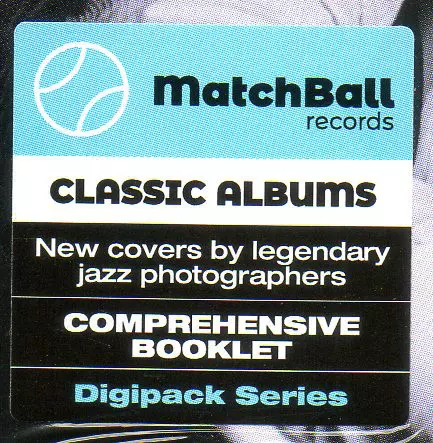 MatchBall
records
CLASSIC ALBUMS
New covers by legendary
jazz photographers
COMPREHENSIVE
BOOKLET
Digipack Series